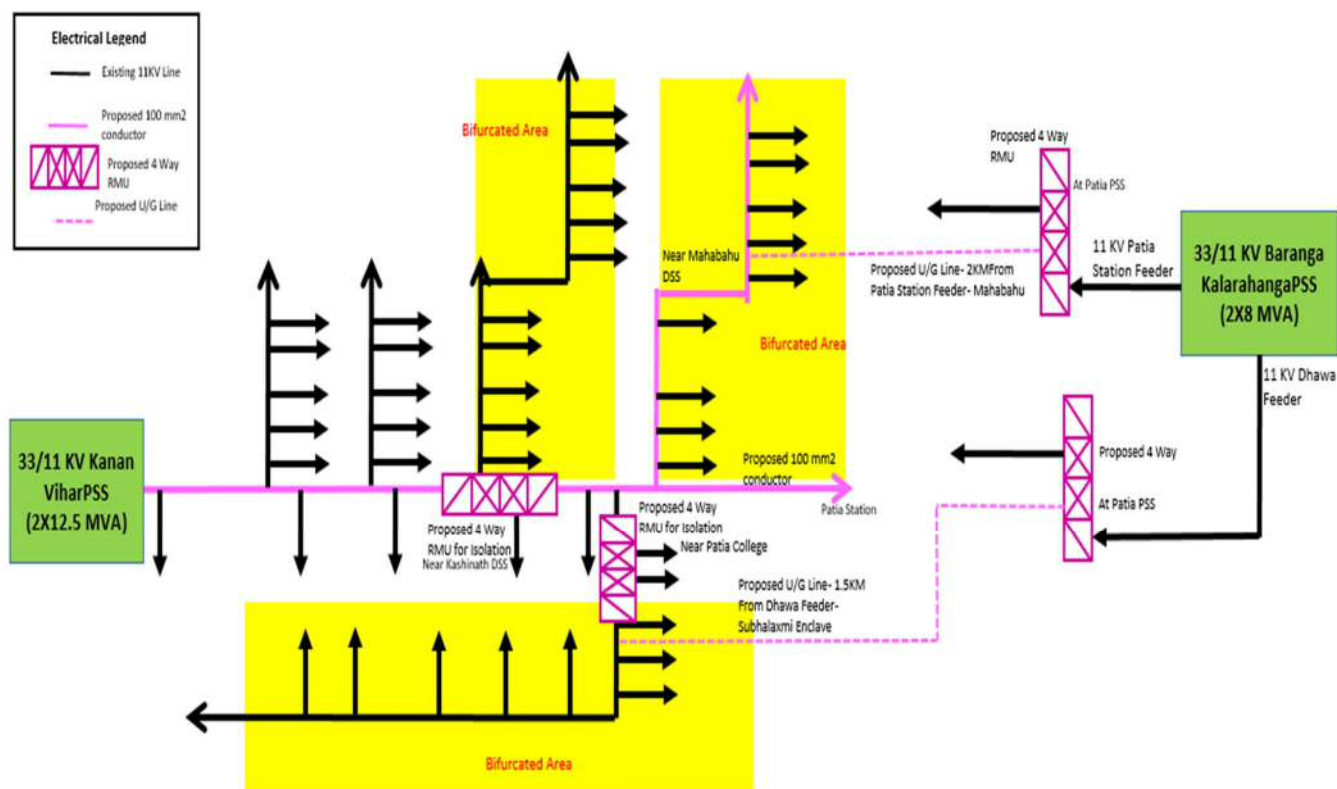 Electrical Legend
Existing 11KV Line
Proposed 100 mm2
conductor
Proposed 4 Way
RMU
Proposed U/G Line
Bifurcated Area
Near Mahabahu
DSS
Bifurcated Area
Proposed 4 Way
RMU
At Patia PSS
11 KV Patia
Station Feeder
Proposed U/G Line- 2KMFrom
Patia Station Feeder- Mahabahu
33/11 KV Baranga
KalarahangaPSS
(2X8 MVA)
11 KV Dhawa
Feeder
33/11 KV Kanan
ViharPSS
(2X12.5 MVA)
Proposed 100 mm2
conductor
Patia Station
Proposed 4 Way
RMU for Isolation
Near Kashinath DSS
Proposed 4 Way
RMU for Isolation
Near Patia College
Proposed 4 Way
At Patia PSS
Proposed U/G Line- 1.5KM
From Dhawa Feeder-
Subhalaxmi Enclave
Bifurcated Area